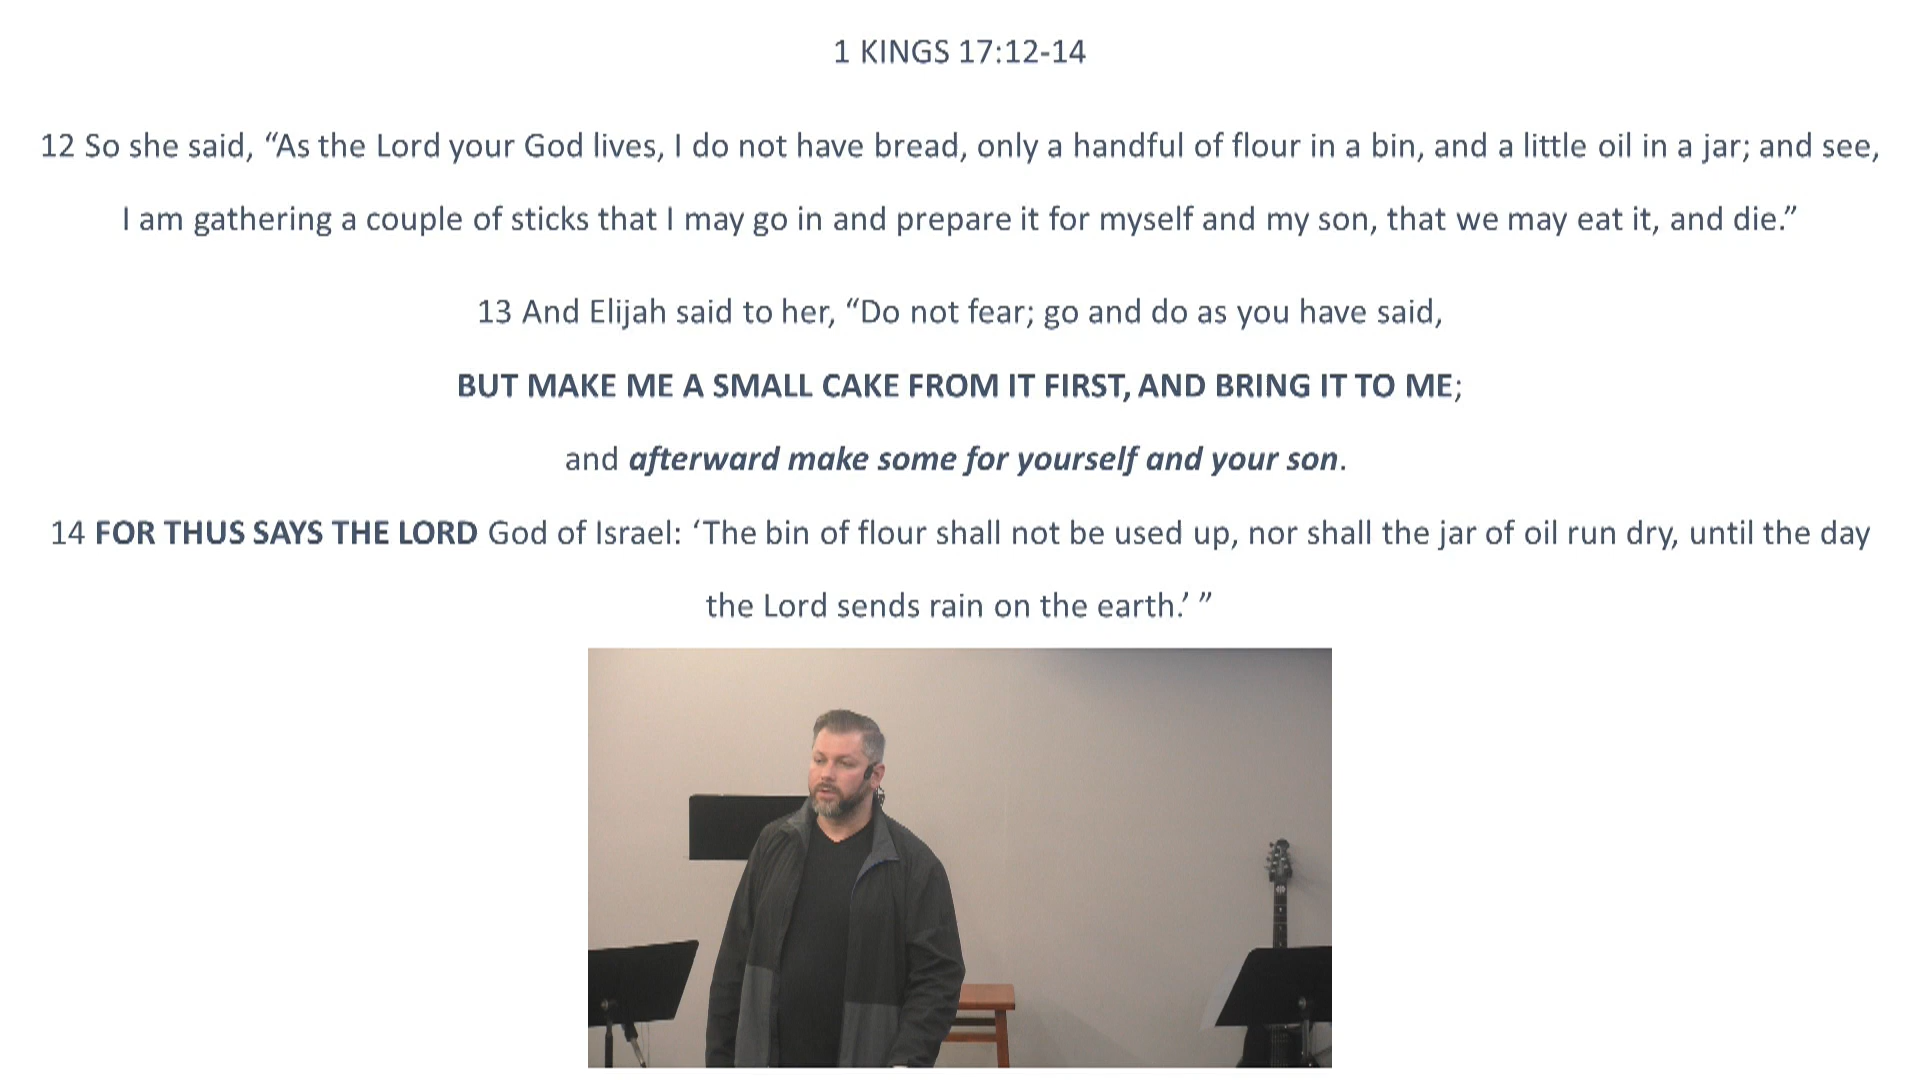 1 KINGS 17:12-14
12 So she said, “As the Lord your God lives, I do not have bread, only a handful of flour in a bin, and a little oil in a jar; and see,
I am gathering a couple of sticks that I may go in and prepare it for myself and my son, that we may eat it, and die.”
13 And Elijah said to her, “Do not fear; go and do as you have said,
BUT MAKE ME A SMALL CAKE FROM IT FIRST, AND BRING IT TO ME;
and afterward make some for yourself and your son.
14 FOR THUS SAYS THE LORD God of Israel: ‘The bin of flour shall not be used up, nor shall the jar of oil run dry, until the day
the Lord sends rain on the earth.’ ”